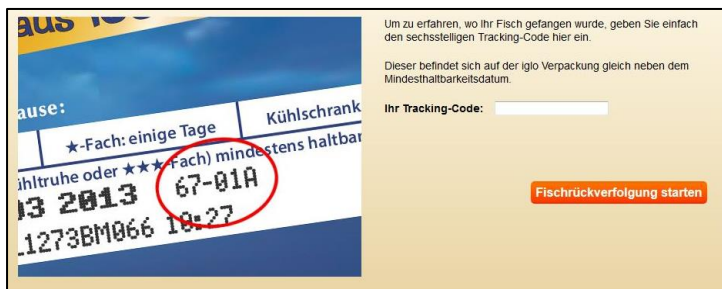 aus
ause:
★-Fach: einige Tage
Kühlschrank
ühltruhe oder ★★★-Fach) mindestens haltbar
03 2013 67-01A
L1273BM066 10:27
Um zu erfahren, wo Ihr Fisch gefangen wurde, geben Sie einfach
den sechsstelligen Tracking-Code hier ein.
Dieser befindet sich auf der iglo Verpackung gleich neben dem
Mindesthaltbarkeitsdatum.
Ihr Tracking-Code:
Fischrückverfolgung starten